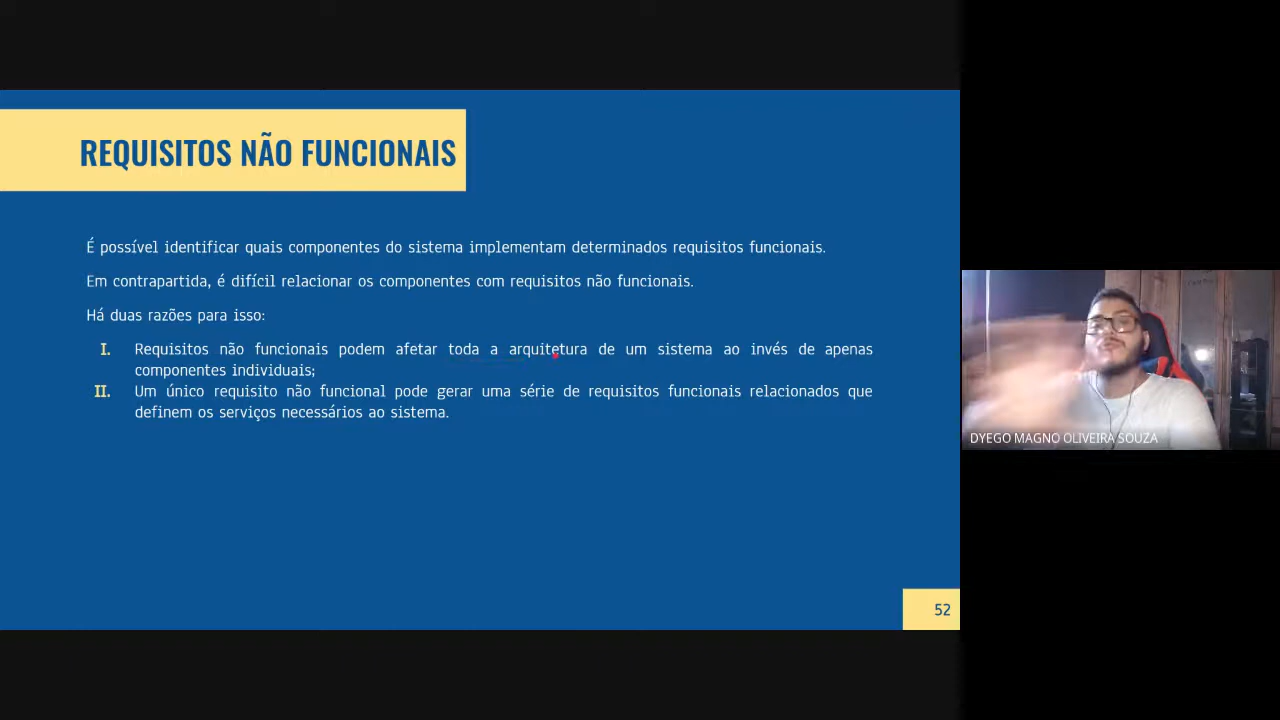 REQUISITOS NÃO FUNCIONAIS
É possível identificar quais componentes do sistema implementam determinados requisitos funcionais.
Em contrapartida, é difícil relacionar os componentes com requisitos não funcionais.
Há duas razões para isso:
I. Requisitos não funcionais podem afetar toda a arquitetura de um sistema ao invés de apenas
componentes individuais;
II. Um único requisito não funcional pode gerar uma série de requisitos funcionais relacionados que
definem os serviços necessários ao sistema.
52
DYEGO MAGNO OLIVEIRA SOUZA